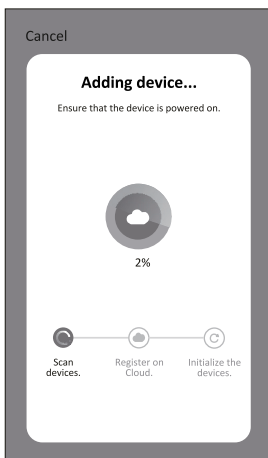 Cancel
Adding device...
Ensure that the device is powered on.
2%
Scan
devices.
Register on
Cloud.
Initialize the
devices.